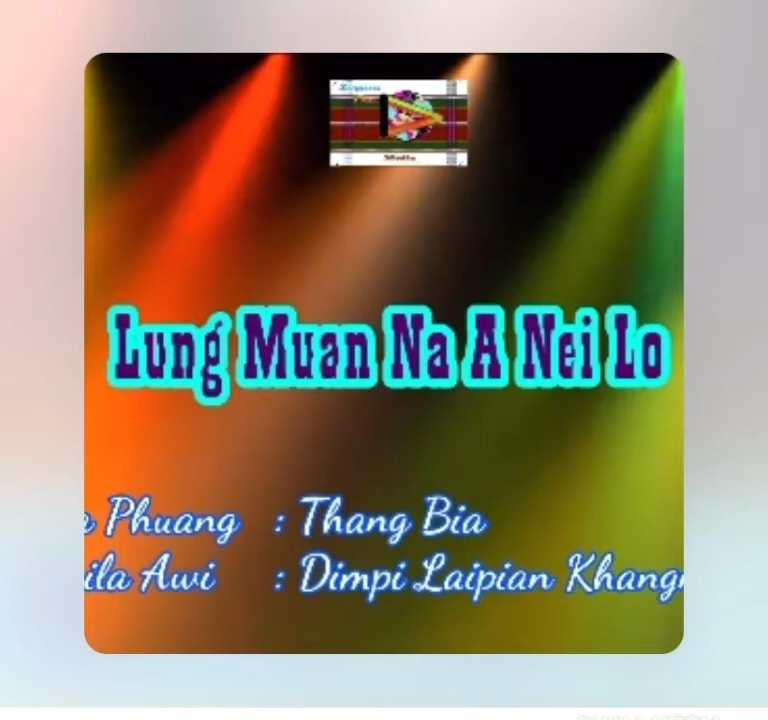 Lung Muan Na A Nei Lo
Phuang : Thang Bia
ila Awi : Dimpi Laipian Khang